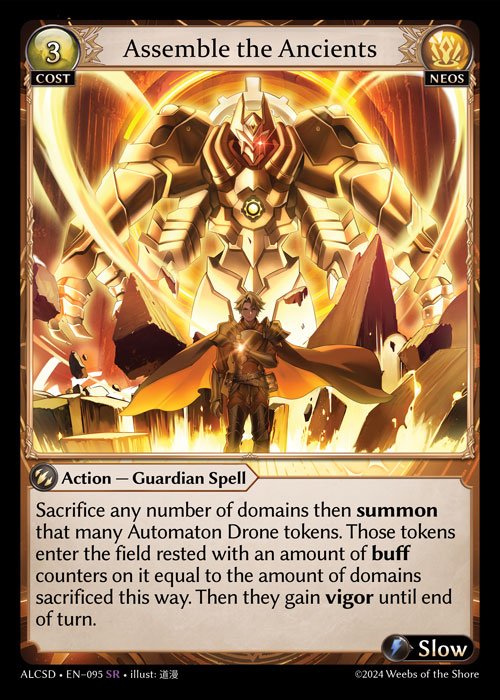 3
COST
Assemble the Ancients
NEOS
Action — Guardian Spell
Sacrifice any number of domains then summon
that many Automaton Drone tokens. Those tokens
enter the field rested with an amount of buff
counters on it equal to the amount of domains
sacrificed this way. Then they gain vigor until end
of turn.
Slow
ALCSD • EN–095 SR • illust: 道漫
©2024 Weebs of the Shore